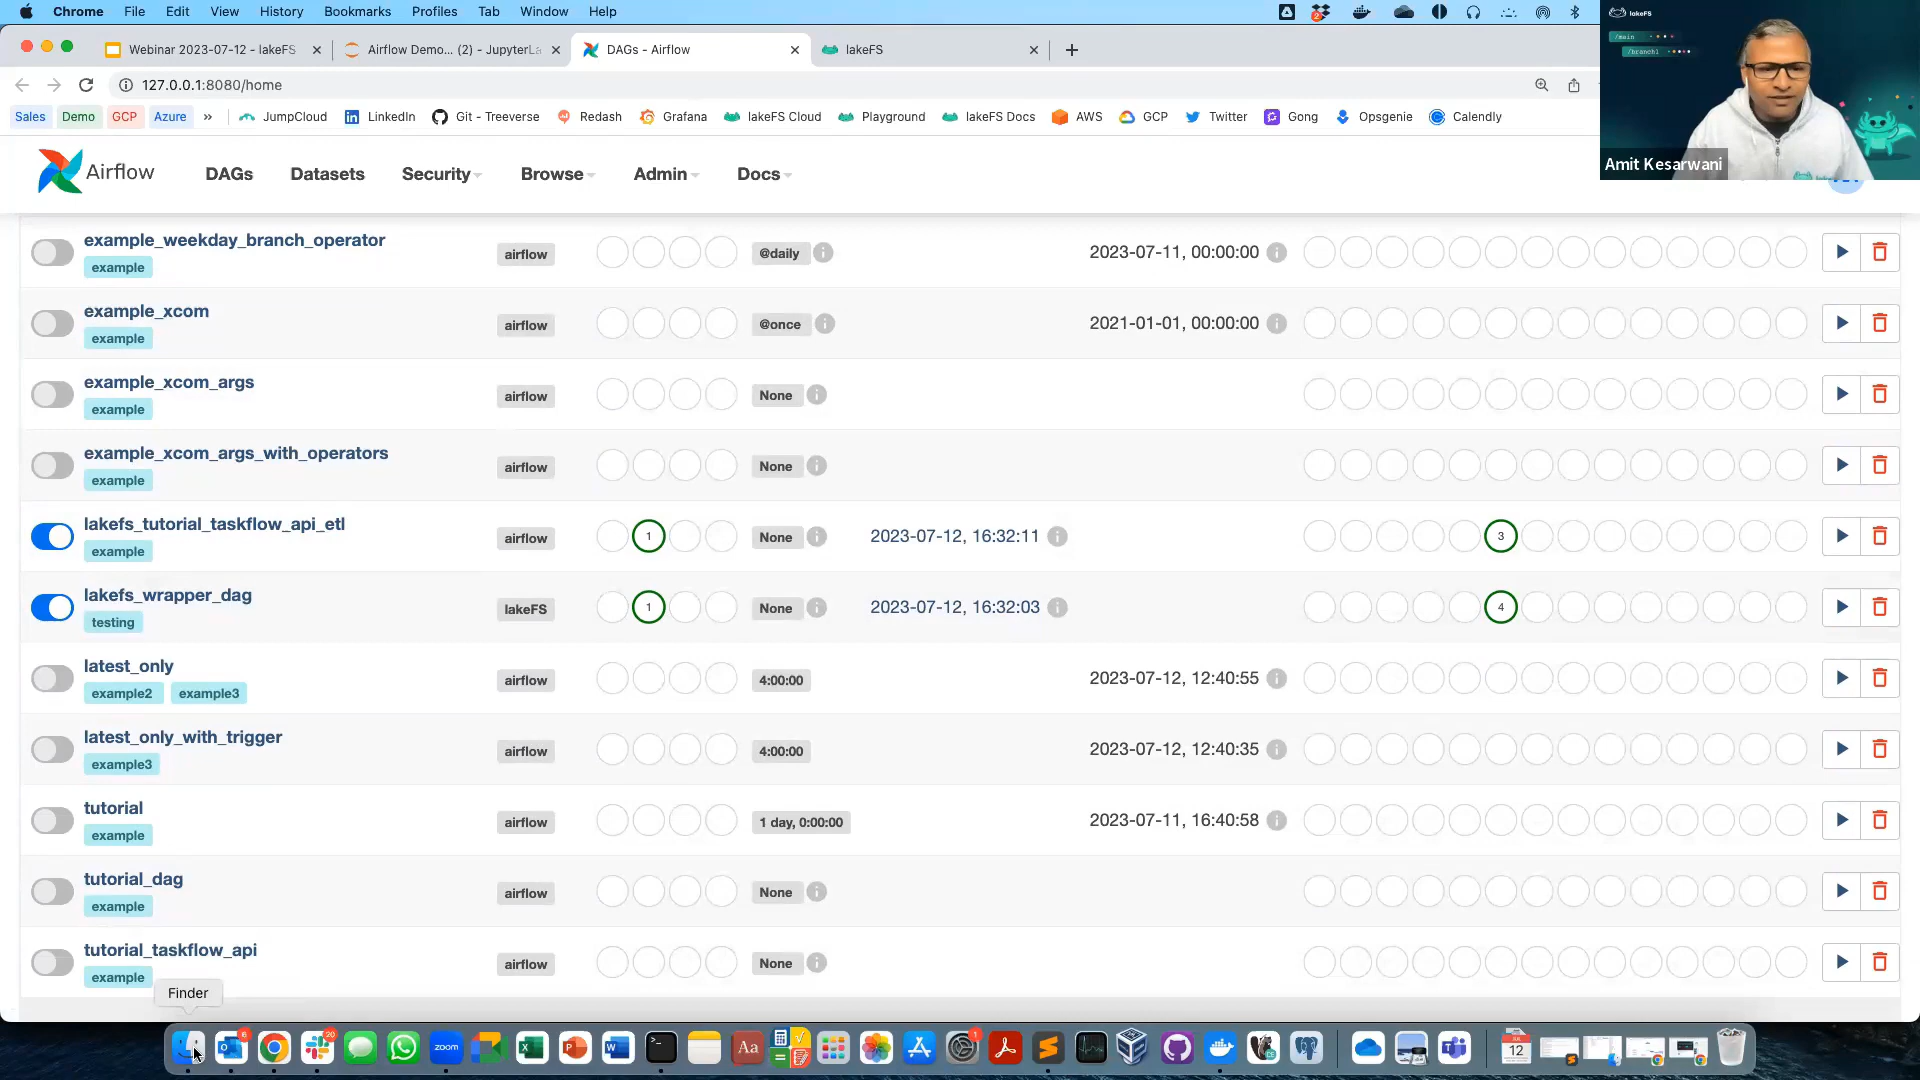 Chrome File Edit View History Bookmarks Profiles Tab Window Help
Webinar 2023-07-12 - lakeFS
Airflow Demo... (2) - JupyterLa
DAGs - Airflow
lakeFS
127.0.0.1:8080/home
Sales Demo GCP Azure » JumpCloud LinkedIn Git - Treeverse Redash Grafana lakeFS Cloud Playground lakeFS Docs AWS GCP Twitter Gong Opsgenie Calendly
lakeFS
/main
/branch1
Amit Kesarwani
Airflow DAGs Datasets Security Browse Admin Docs
example_weekday_branch_operator airflow @daily 2023-07-11, 00:00:00
example
example_xcom airflow @once 2021-01-01, 00:00:00
example
example_xcom_args airflow None
example
example_xcom_args_with_operators airflow None
example
lakefs_tutorial_taskflow_api_etl airflow 1 None 2023-07-12, 16:32:11 3
example
lakefs_wrapper_dag lakeFS 1 None 2023-07-12, 16:32:03 4
testing
latest_only airflow 4:00:00 2023-07-12, 12:40:55
example2 example3
latest_only_with_trigger airflow 4:00:00 2023-07-12, 12:40:35
example3
tutorial airflow 1 day, 0:00:00 2023-07-11, 16:40:58
example
tutorial_dag airflow None
example
tutorial_taskflow_api airflow None
example
Finder
zoom
Aa
12